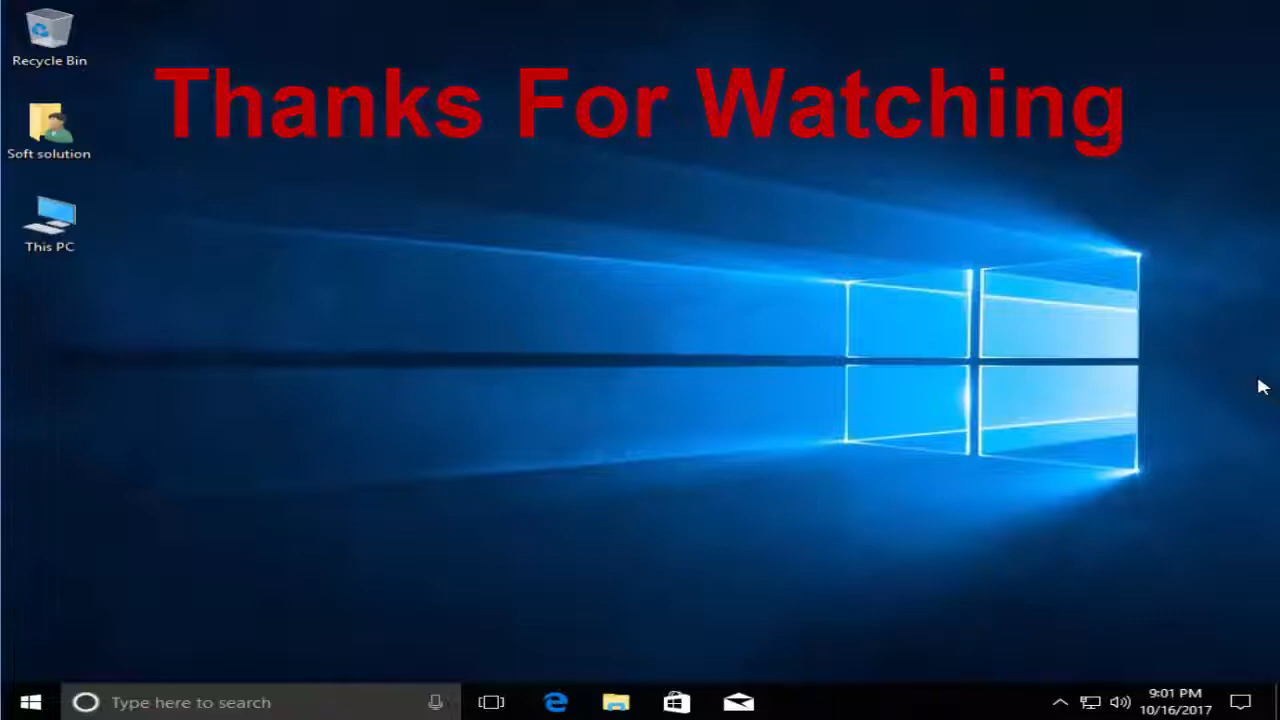 Thanks For Watching
Recycle Bin
Soft solution
This PC
Type here to search
9:01 PM
10/16/2017